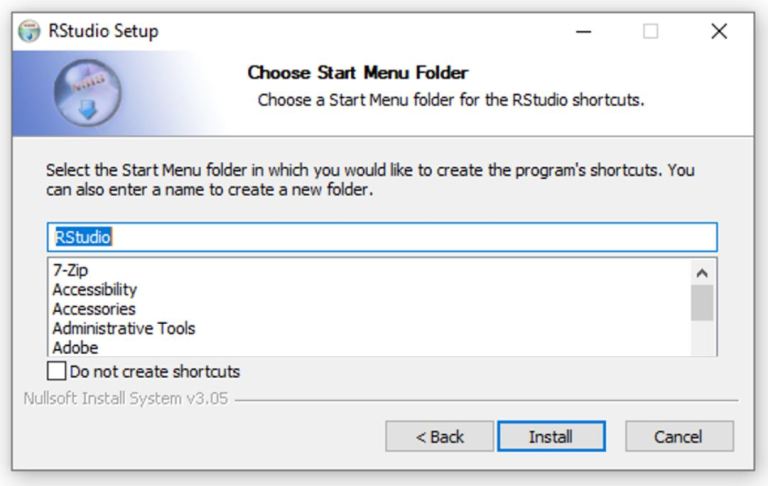 RStudio Setup
Choose Start Menu Folder
Choose a Start Menu folder for the RStudio shortcuts.
Select the Start Menu folder in which you would like to create the program's shortcuts. You
can also enter a name to create a new folder.
RStudio
7-Zip
Accessibility
Accessories
Administrative Tools
Adobe
Do not create shortcuts
Nullsoft Install System v3.05
< Back
Install
Cancel